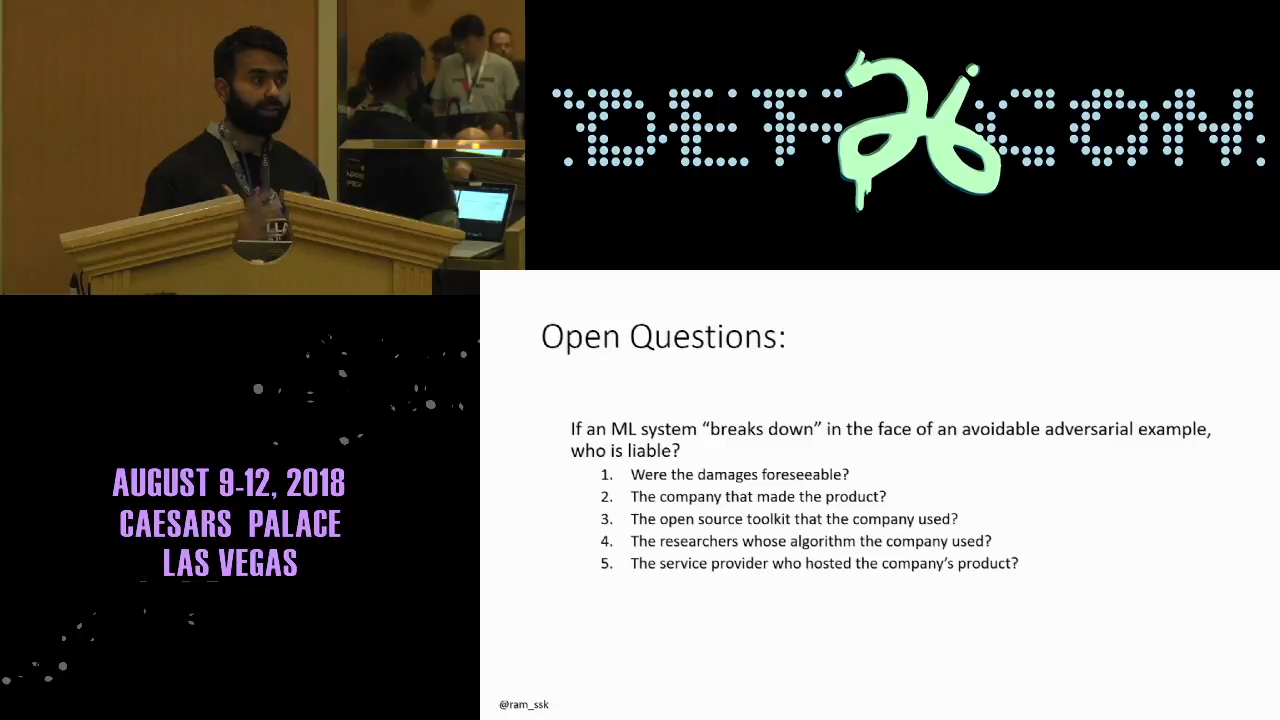 DEF CON
26
AUGUST 9-12, 2018
CAESARS PALACE
LAS VEGAS
Open Questions:
If an ML system “breaks down” in the face of an avoidable adversarial example,
who is liable?
1. Were the damages foreseeable?
2. The company that made the product?
3. The open source toolkit that the company used?
4. The researchers whose algorithm the company used?
5. The service provider who hosted the company’s product?
@ram_ssk